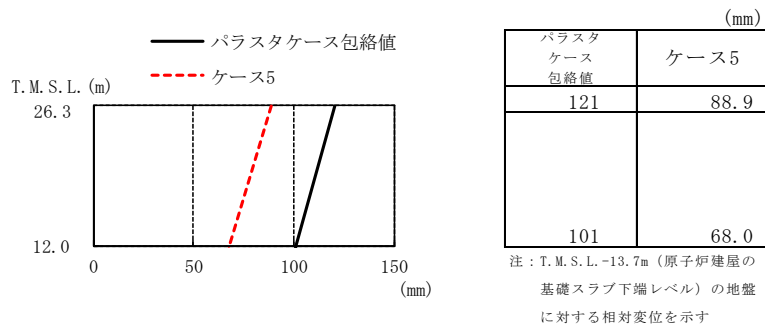 パラスタケース包絡値
ケース5
T.M.S.L.(m)
26.3
12.0
0 50 100 150
(mm)
(mm)
パラスタ
ケース
包絡値
ケース5
121 88.9
101 68.0
注：T.M.S.L.-13.7m（原子炉建屋の
基礎スラブ下端レベル）の地盤
に対する相対変位を示す